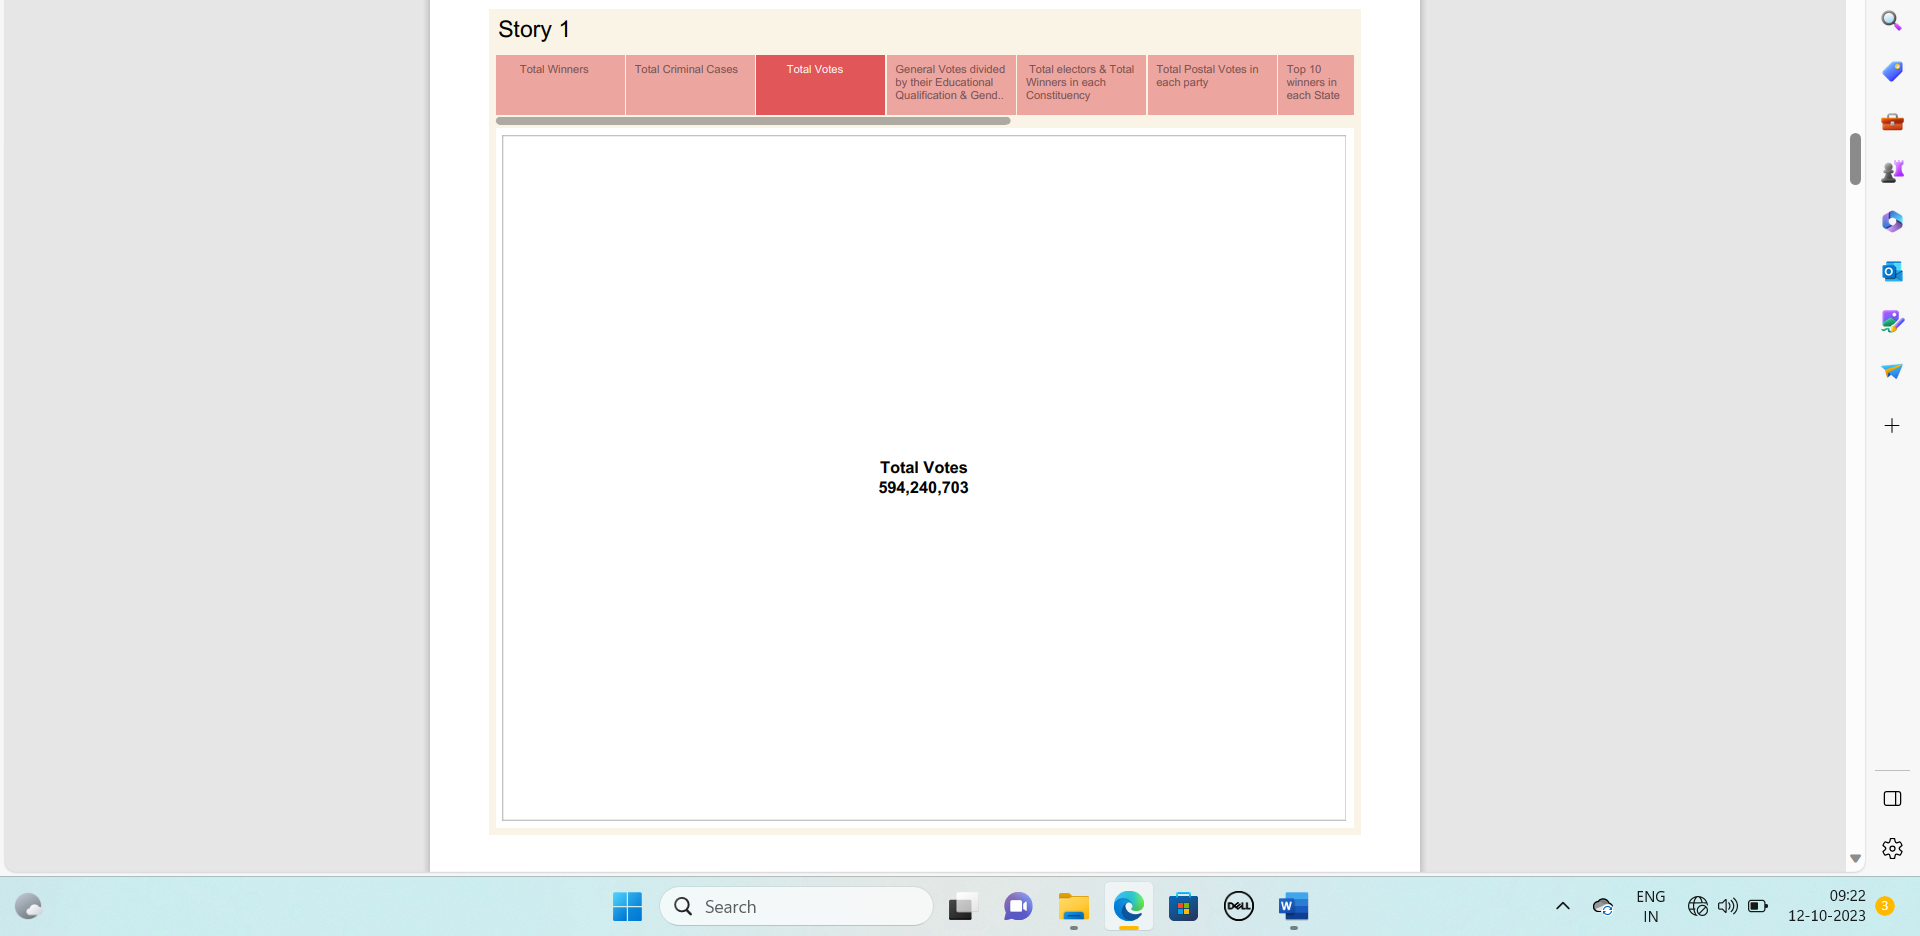 Story 1
Total Winners
Total Criminal Cases
Total Votes
General Votes divided
by their Educational
Qualification & Gend..
Total electors & Total
Winners in each
Constituency
Total Postal Votes in
each party
Top 10
winners in
each State
Total Votes
594,240,703
Search
DELL
W
ENG
IN
09:22
12-10-2023
3